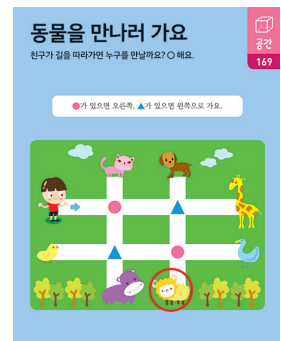 동물을 만나러 가요
친구가 길을 따라가면 누구를 만날까요? ○ 해요.
공간
169
●가 있으면 오른쪽, ▲가 있으면 왼쪽으로 가요.